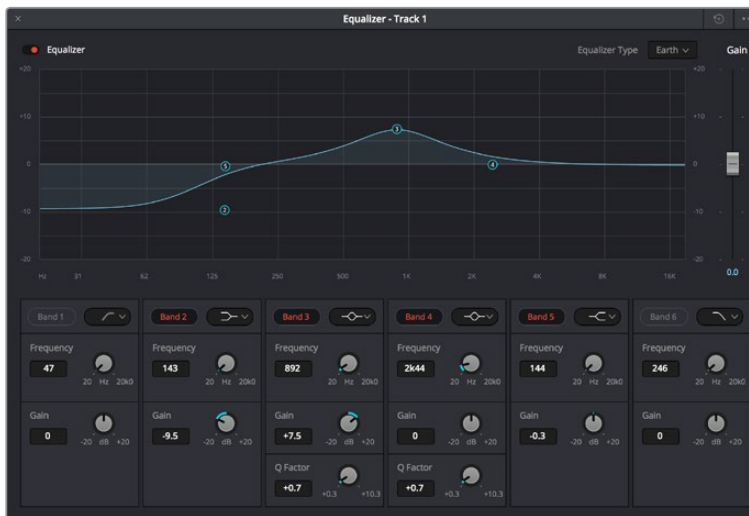 × Equalizer - Track 1
Equalizer Equalizer Type Earth Gain
+20 +20
+10 +10
3
5 4
0 0
2
-10 -10
-20 -20
Hz 31 62 125 250 500 1K 2K 4K 8K 16K 0.0
Band 1 Band 2 Band 3 Band 4 Band 5 Band 6
Frequency Frequency Frequency Frequency Frequency Frequency
47 143 892 2k44 144 246
20 Hz 20k0 20 Hz 20k0 20 Hz 20k0 20 Hz 20k0 20 Hz 20k0 20 Hz 20k0
Gain Gain Gain Gain Gain Gain
0 -9.5 +7.5 0 -0.3 0
-20 dB +20 -20 dB +20 -20 dB +20 -20 dB +20 -20 dB +20 -20 dB +20
Q Factor Q Factor
+0.7 +0.7
+0.3 +10.3 +0.3 +10.3